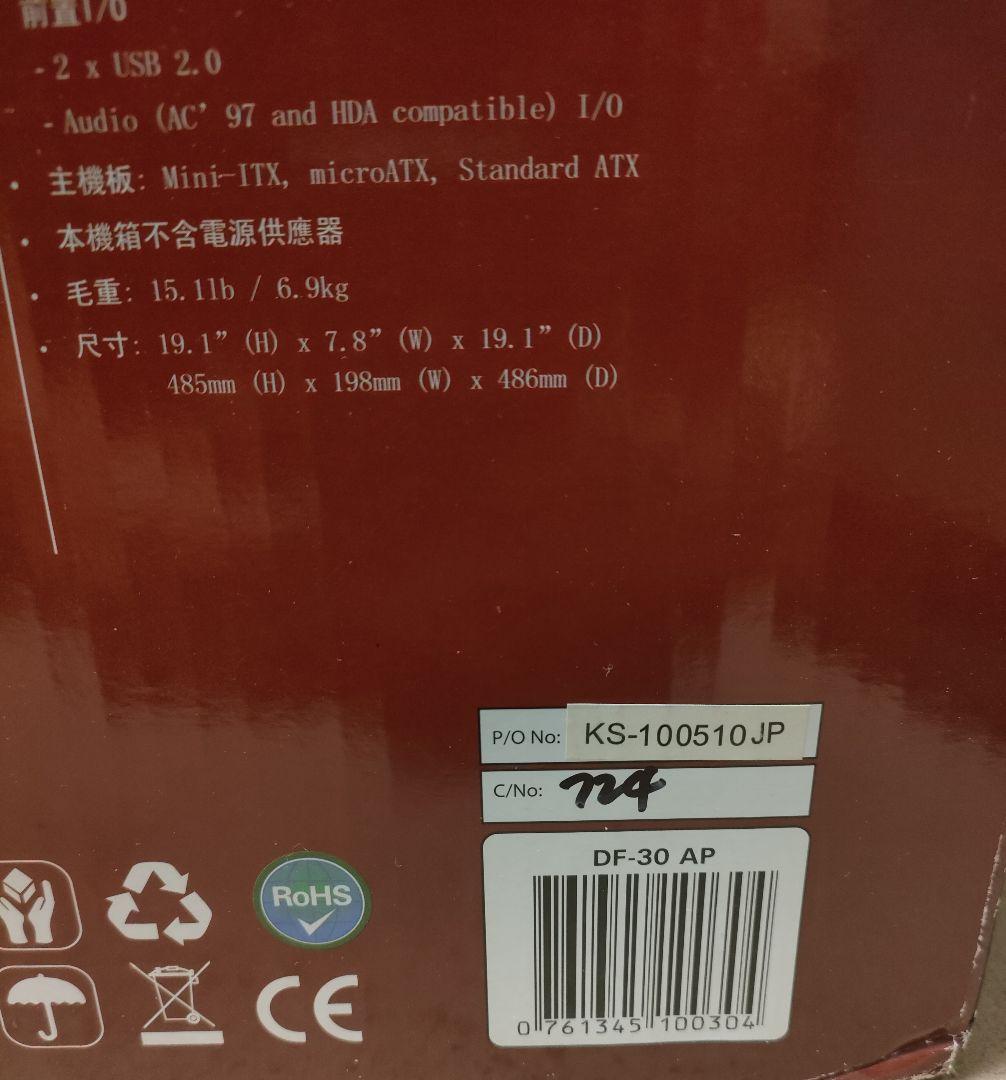 前置I/O
- 2 x USB 2.0
- Audio (AC’ 97 and HDA compatible) I/O
• 主機板: Mini-ITX, microATX, Standard ATX
• 本機箱不含電源供應器
• 毛重: 15.1lb / 6.9kg
• 尺寸: 19.1” (H) x 7.8” (W) x 19.1” (D)
485mm (H) x 198mm (W) x 486mm (D)
P/O No: KS-100510JP
C/No: 724
DF-30 AP
0 761345 100304
RoHS
CE